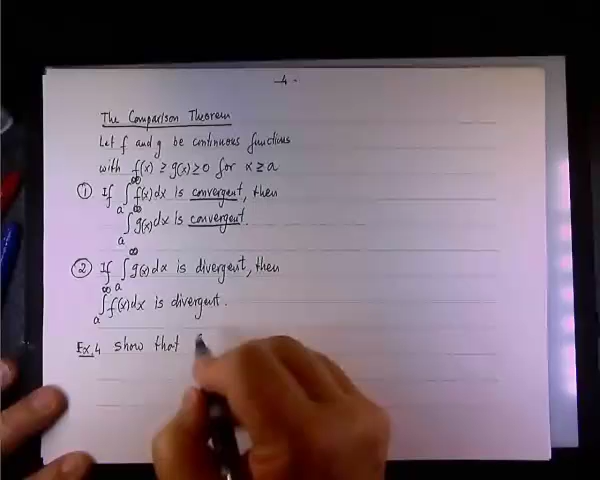 -4-
The Comparison Theorem
Let f and g be continuous functions
with f(x) ≥ g(x) ≥ 0 for x ≥ a
① If ∫ₐ^∞ f(x)dx is convergent, then
∫ₐ^∞ g(x)dx is convergent.
② If ∫ₐ^∞ g(x)dx is divergent, then
∫ₐ^∞ f(x)dx is divergent.
Ex.4 Show that